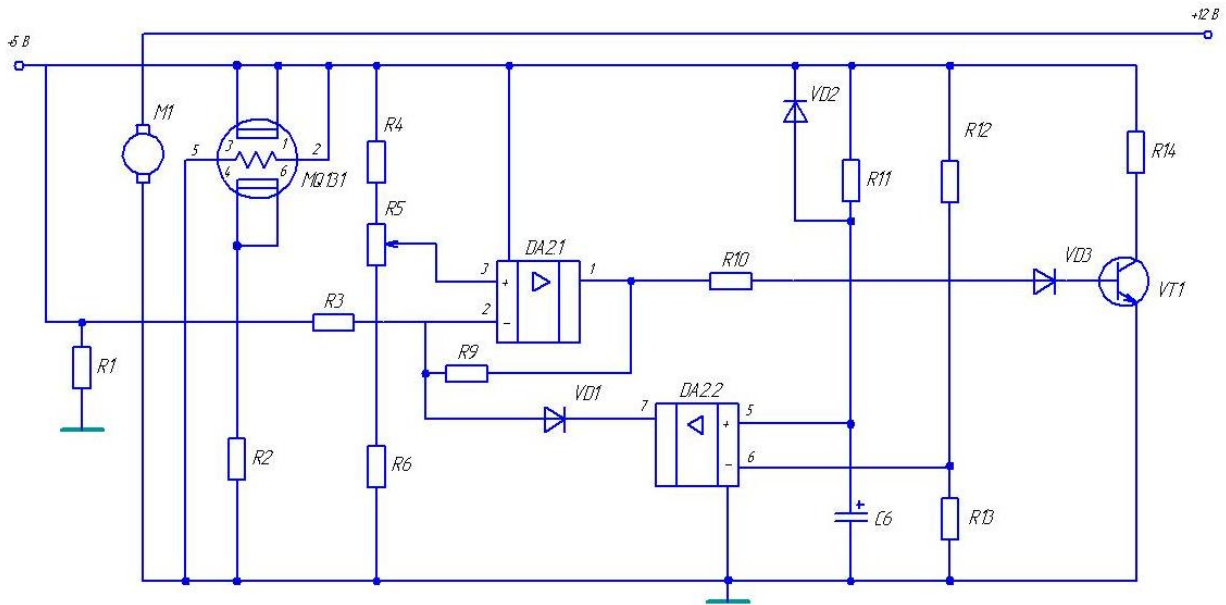 +12 В
+5 В
M1
VD2
R4
R12
R14
5
3
1
2
4
6
MQ131
R11
R5
DA2.1
VD3
3
+
1
R10
VT1
R3
2
-
R1
R9
DA2.2
VD1
7
5
+
6
-
R2
R6
+
C6
R13